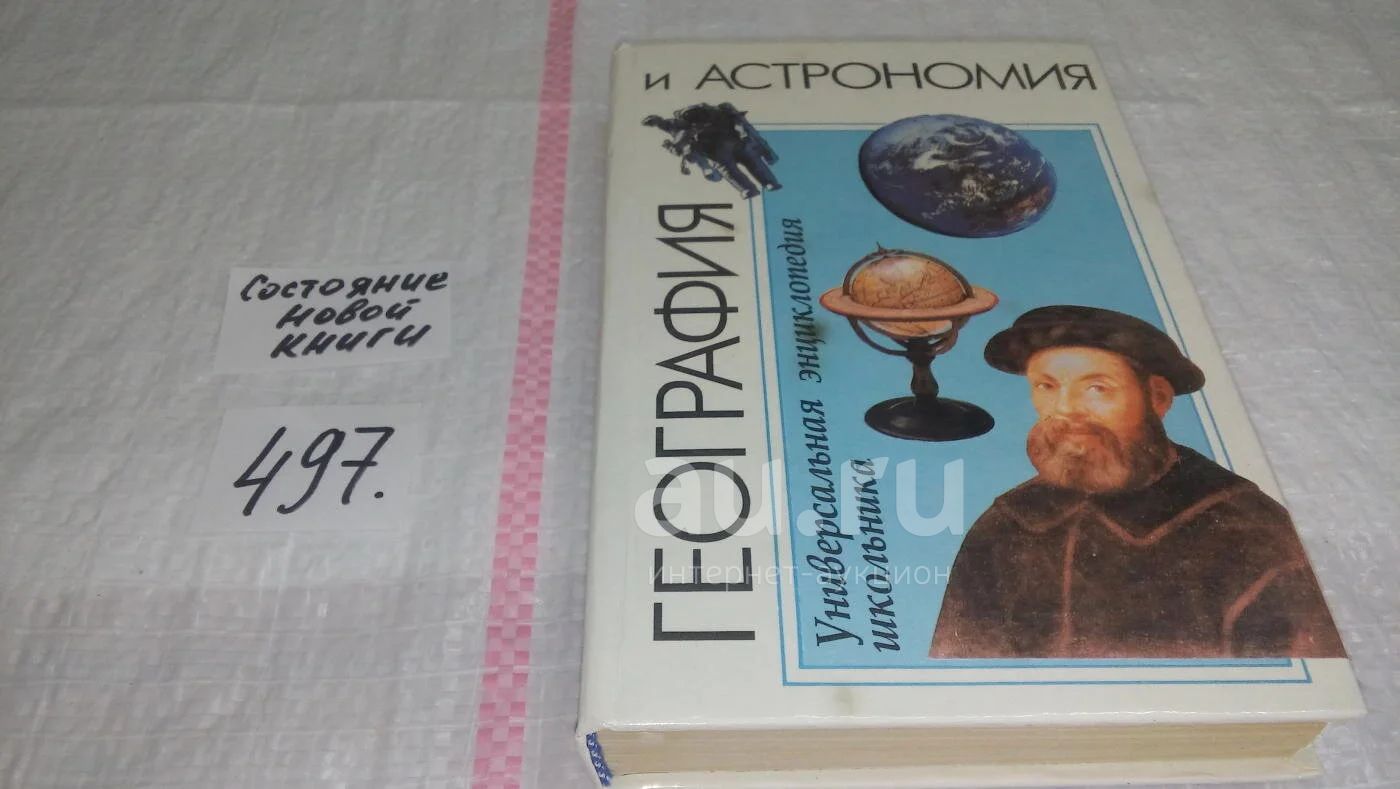 Состояние
новой
книги
497.
и АСТРОНОМИЯ
ГЕОГРАФИЯ
Универсальная энциклопедия
школьника
au.ru
интернет-аукцион